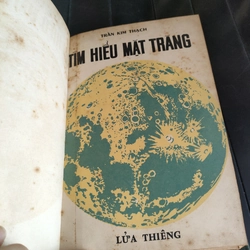 TRẦN KIM THẠCH
TÌM HIỂU MẶT TRĂNG
LỬA THIÊNG